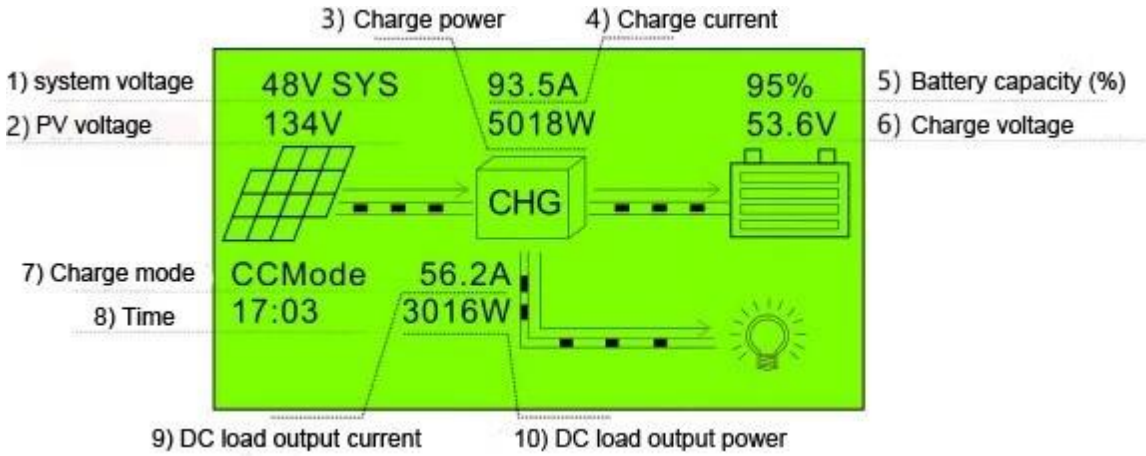 3) Charge power
4) Charge current
1) system voltage
48V SYS
93.5A
95%
5) Battery capacity (%)
2) PV voltage
134V
5018W
53.6V
6) Charge voltage
CHG
7) Charge mode
CCMode
56.2A
8) Time
17:03
3016W
9) DC load output current
10) DC load output power